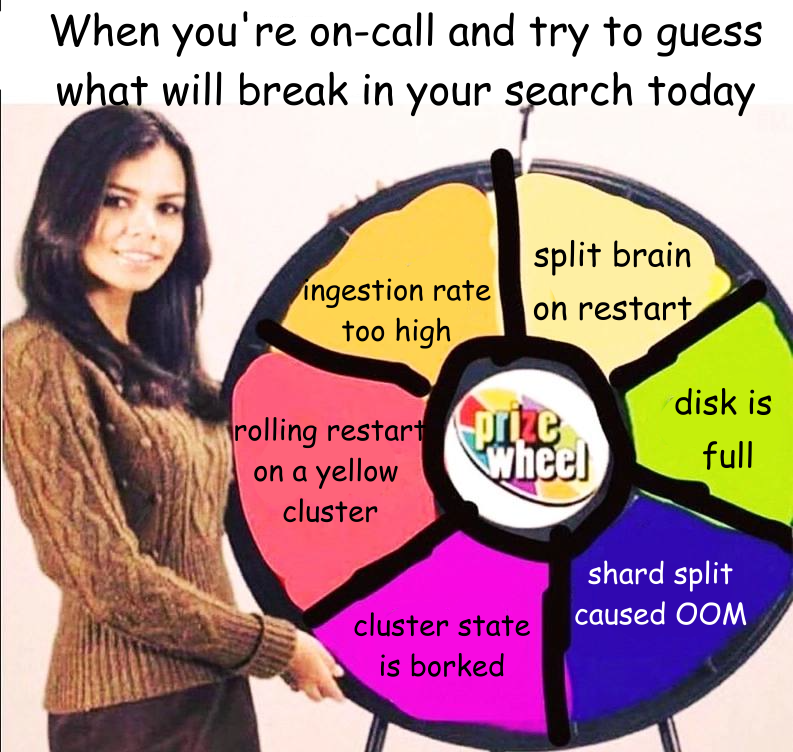 When you're on-call and try to guess
what will break in your search today
split brain
on restart
ingestion rate
too high
disk is
full
rolling restart
on a yellow
cluster
prize
wheel
shard split
caused OOM
cluster state
is borked